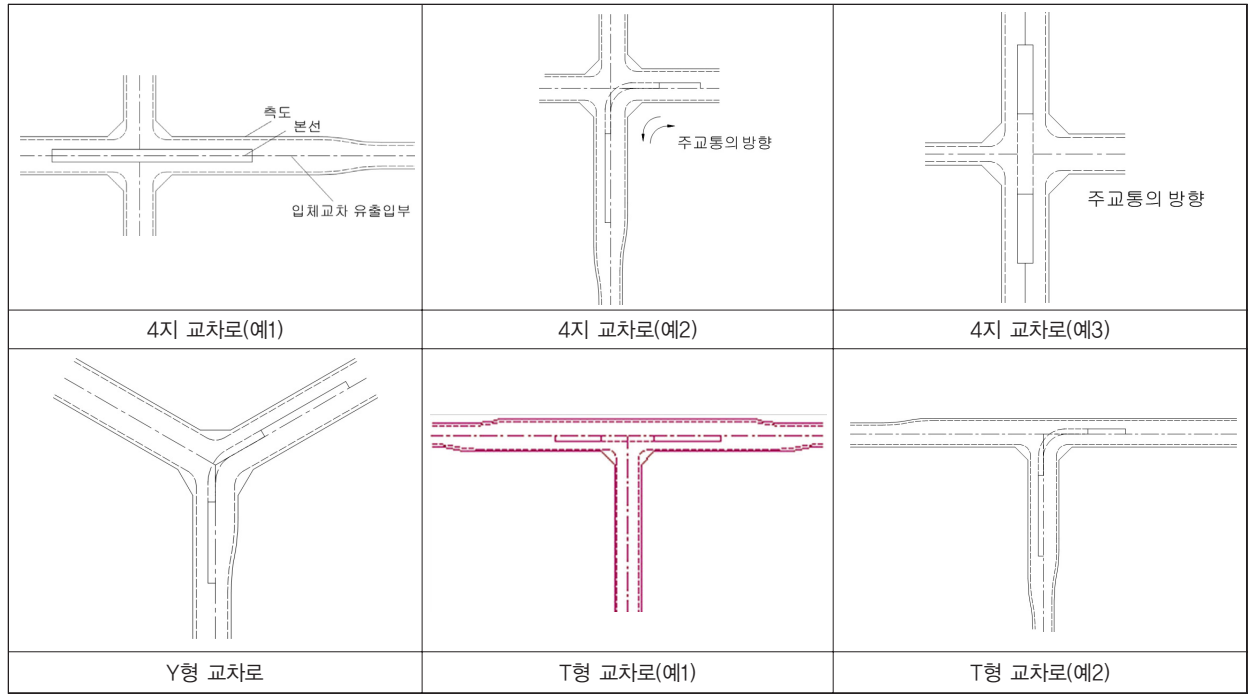 측도
본선
입체교차 유출입부
4지 교차로(예1)
주교통의 방향
4지 교차로(예2)
주교통의 방향
4지 교차로(예3)
Y형 교차로
T형 교차로(예1)
T형 교차로(예2)